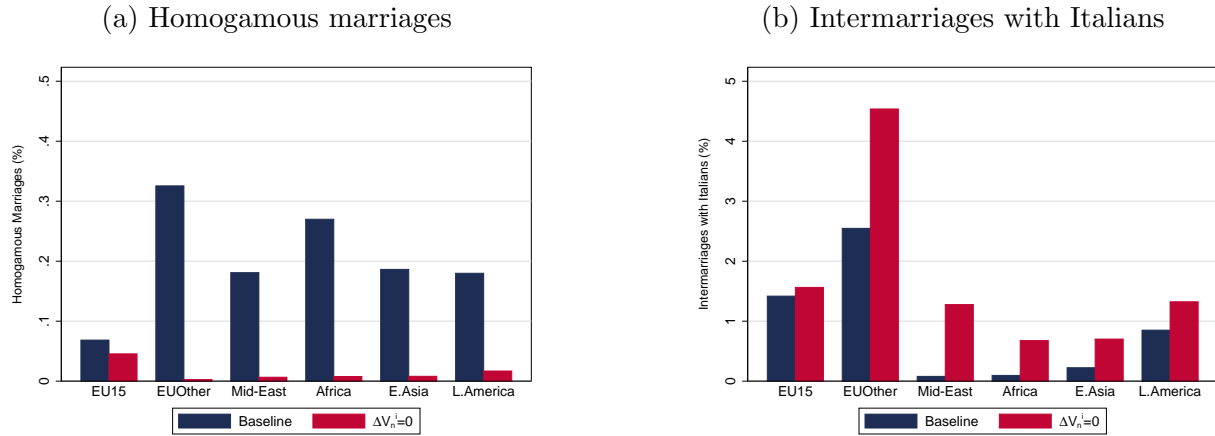 (a) Homogamous marriages
Homogamous Marriages (%)
.5
.4
.3
.2
.1
0
EU15 EUOther Mid-East Africa E.Asia L.America
Baseline ΔVₙⁱ=0
(b) Intermarriages with Italians
Intermarriages with Italians (%)
5
4
3
2
1
0
EU15 EUOther Mid-East Africa E.Asia L.America
Baseline ΔVₙⁱ=0